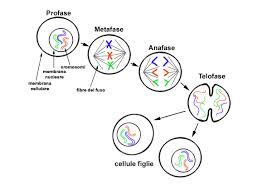 Profase
Metafase
Anafase
Telofase
cromosomi
membrana
nucleare
membrana
cellulare
fibre del fuso
cellule figlie